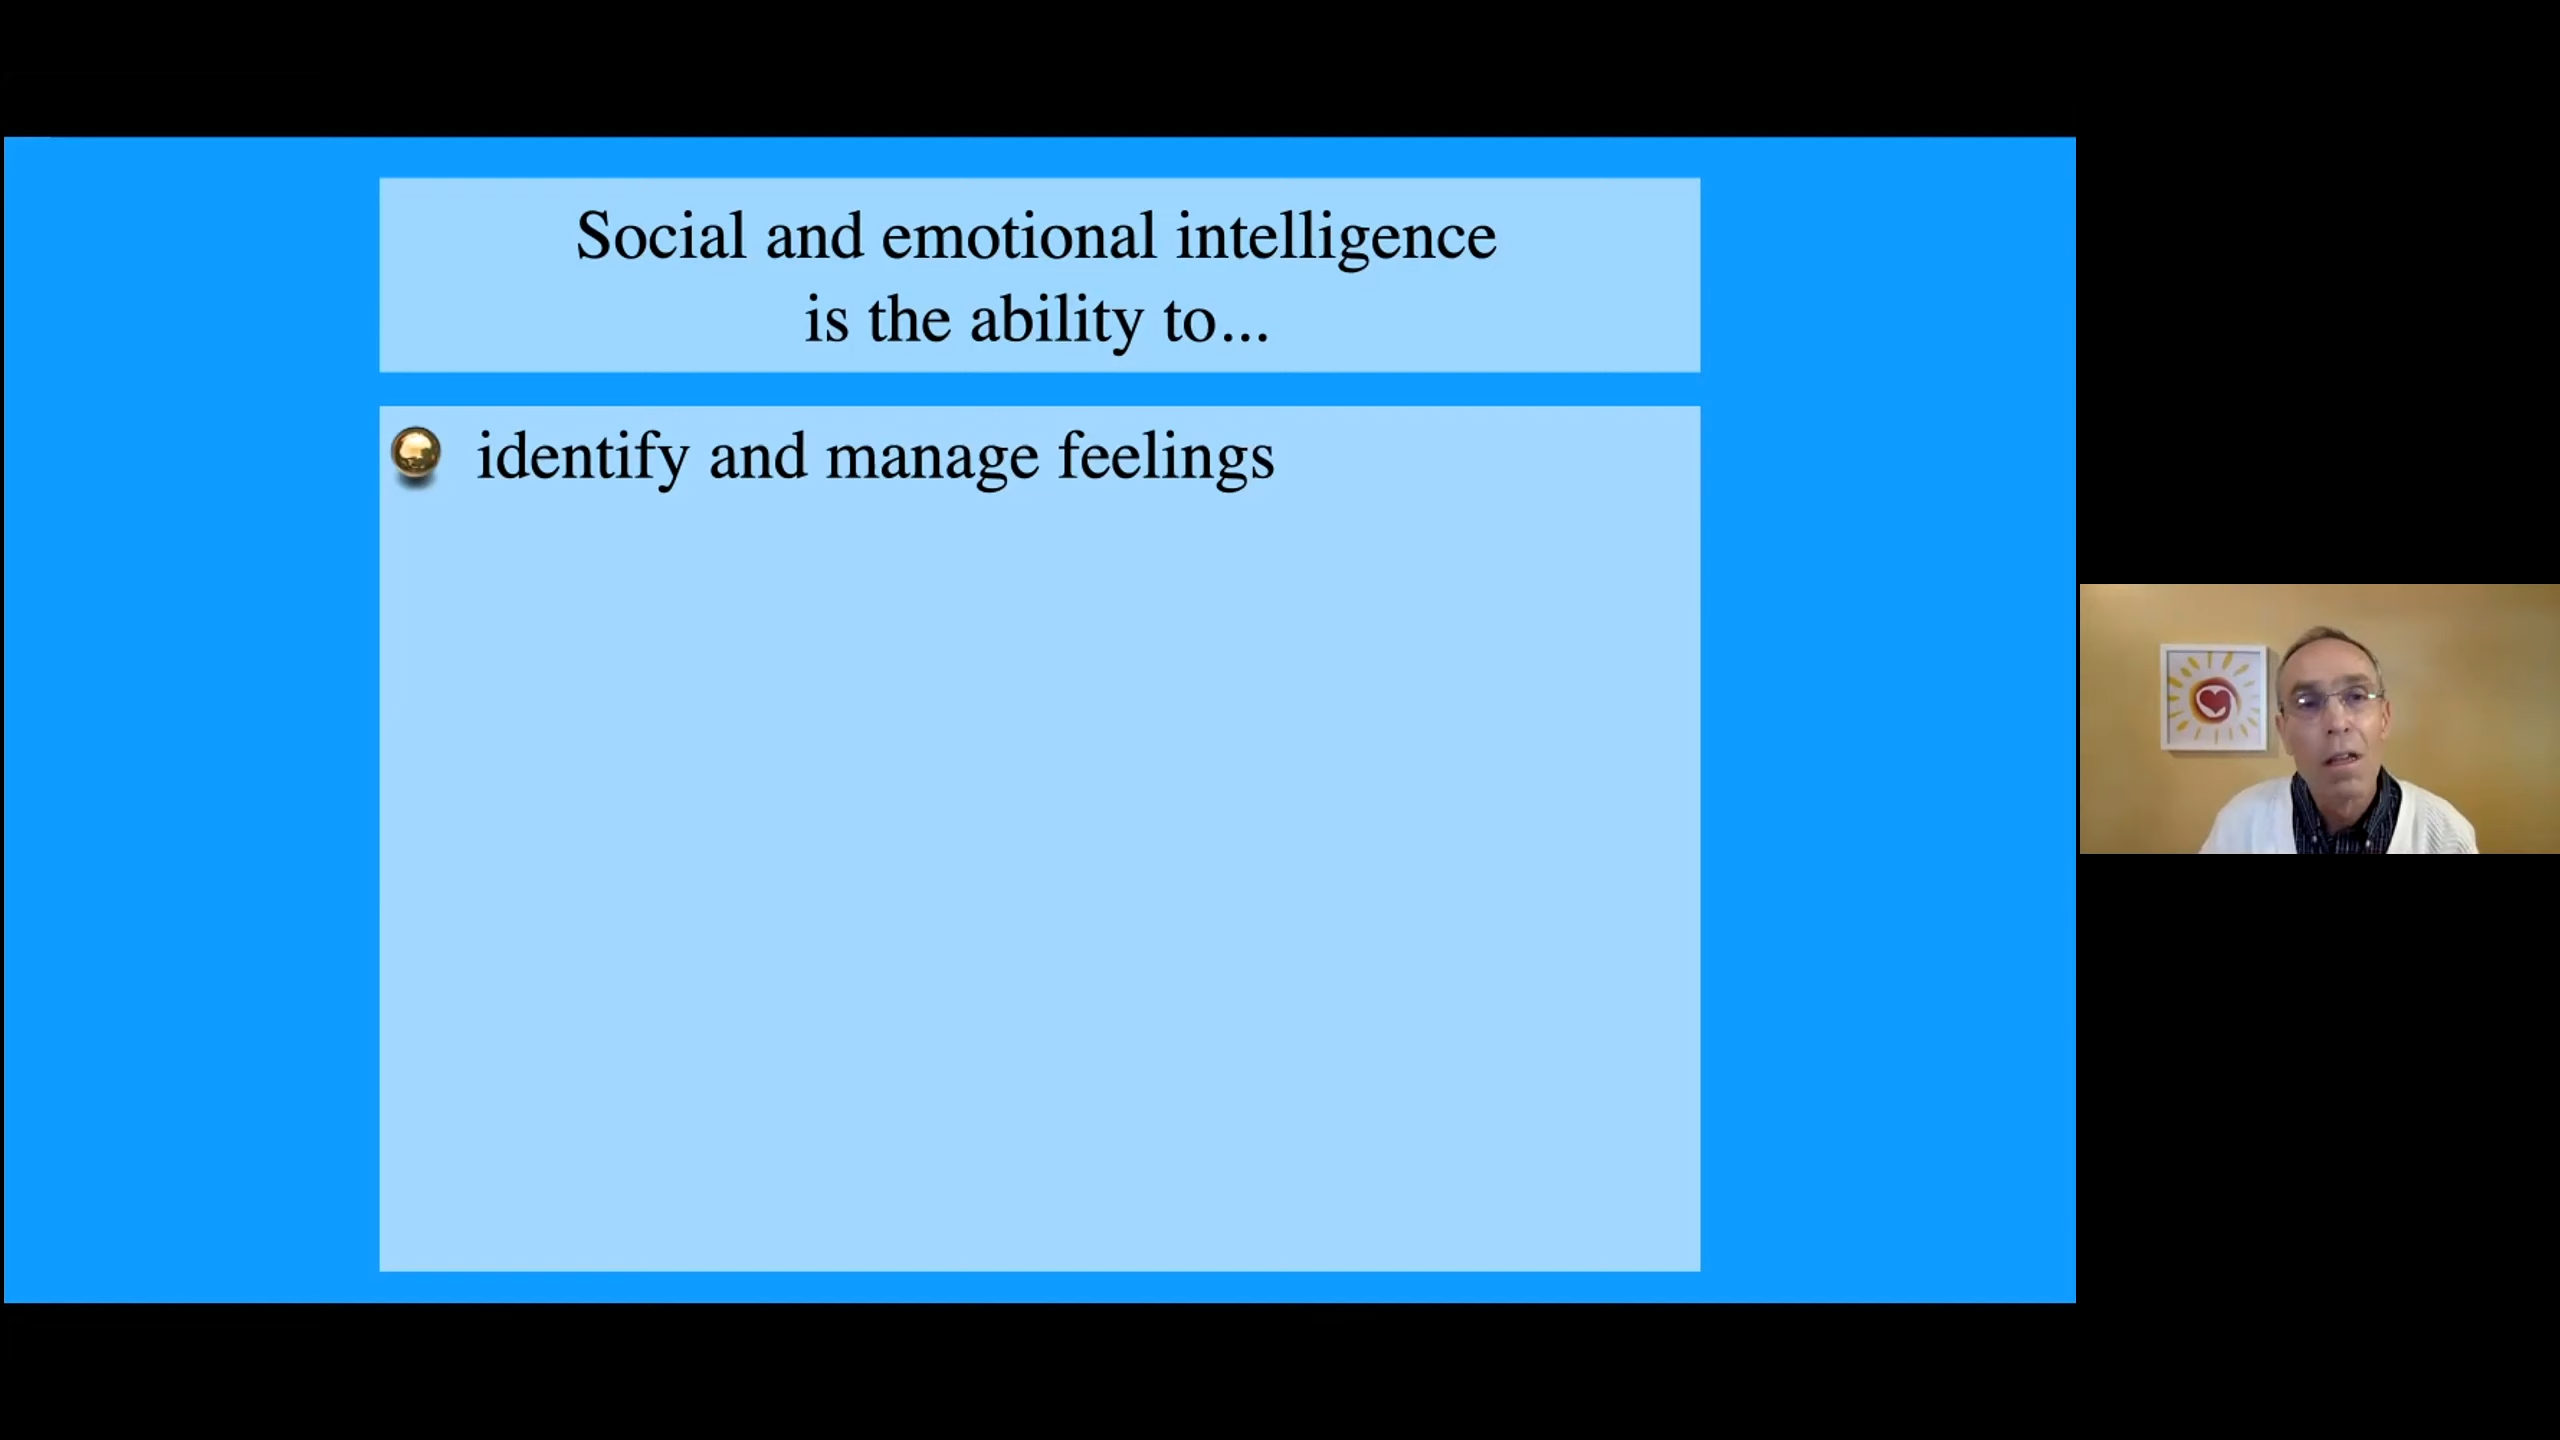 Social and emotional intelligence
is the ability to...
identify and manage feelings